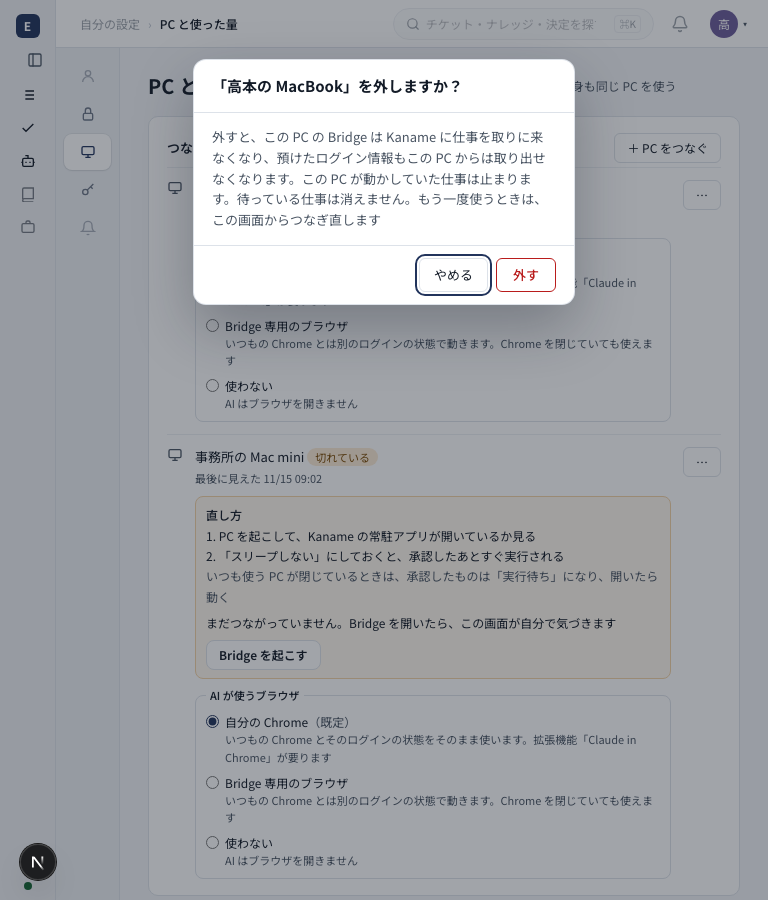 E
自分の設定 › PC と使った量
チケット・ナレッジ・決定を探
⌘K
高
PC と
身も同じ PC を使う
「高本の MacBook」を外しますか？
外すと、この PC の Bridge は Kaname に仕事を取りに来
なくなり、預けたログイン情報もこの PC からは取り出せ
なくなります。この PC が動かしていた仕事は止まりま
す。待っている仕事は消えません。もう一度使うときは、
この画面からつなぎ直します
やめる
外す
つな
＋ PC をつなぐ
…
「Claude in
Bridge 専用のブラウザ
いつもの Chrome とは別のログインの状態で動きます。Chrome を閉じていても使えま
す
使わない
AI はブラウザを開きません
事務所の Mac mini 切れている
…
最後に見えた 11/15 09:02
直し方
1. PC を起こして、Kaname の常駐アプリが開いているか見る
2. 「スリープしない」にしておくと、承認したあとすぐ実行される
いつも使う PC が閉じているときは、承認したものは「実行待ち」になり、開いたら
動く
まだつながっていません。Bridge を開いたら、この画面が自分で気づきます
Bridge を起こす
AI が使うブラウザ
自分の Chrome（既定）
いつもの Chrome とそのログインの状態をそのまま使います。拡張機能「Claude in
Chrome」が要ります
Bridge 専用のブラウザ
いつもの Chrome とは別のログインの状態で動きます。Chrome を閉じていても使えま
す
使わない
AI はブラウザを開きません
N